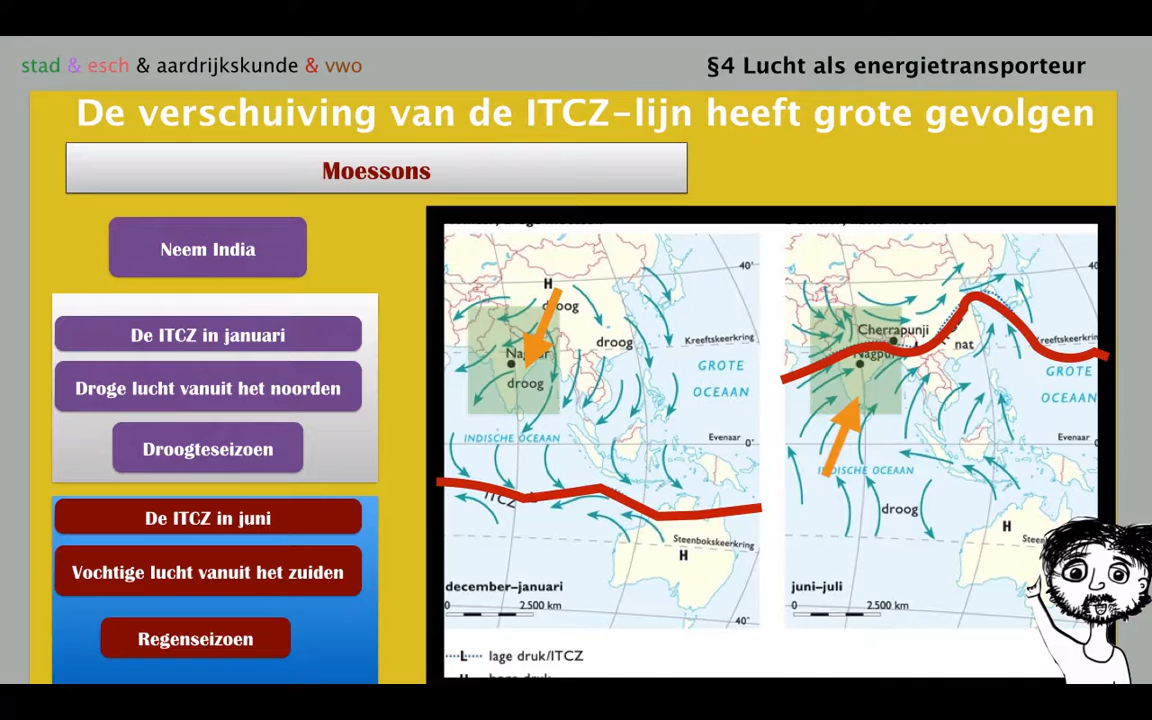 stad & esch & aardrijkskunde & vwo
§4 Lucht als energietransporteur
De verschuiving van de ITCZ-lijn heeft grote gevolgen
Moessons
Neem India
De ITCZ in januari
Droge lucht vanuit het noorden
Droogteseizoen
De ITCZ in juni
Vochtige lucht vanuit het zuiden
Regenseizoen
40°
H
droog
droog
Kreeftskeerkring
Nagpur
droog
GROTE
OCEAAN
INDISCHE OCEAAN
Evenaar
0°
ITCZ
Steenbokskeerkring
H
december–januari
0
2.500 km
40°
40
Cherrapunji
nat
Kreeftskeerkring
Nagpur
GROTE
OCEAAN
Evenaar
0°
INDISCHE OCEAAN
droog
H
Steen
juni–juli
0
2.500 km
L lage druk/ITCZ